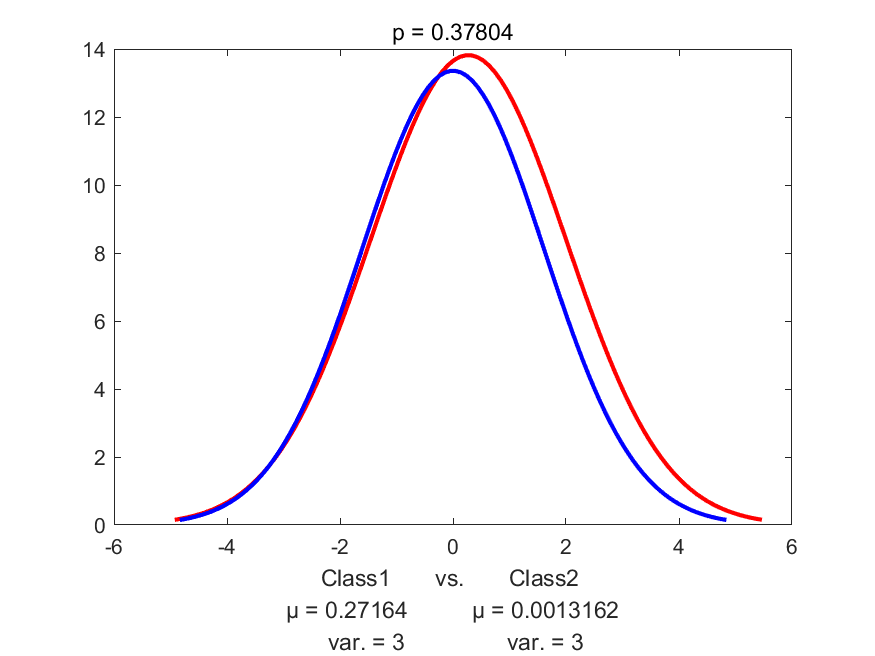 p = 0.37804
14
12
10
8
6
4
2
0
-6 -4 -2 0 2 4 6
Class1 vs. Class2
μ = 0.27164 μ = 0.0013162
var. = 3 var. = 3